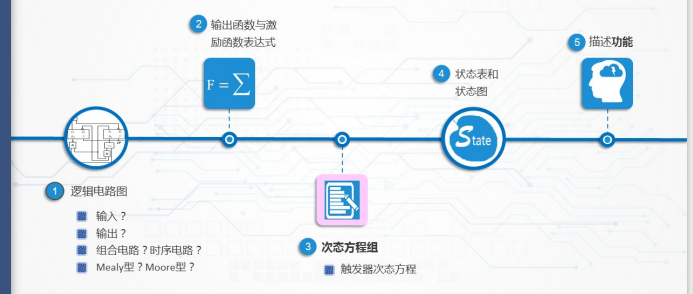 1 逻辑电路图
输入？
输出？
组合电路？时序电路？
Mealy型？Moore型？
2 输出函数与激
励函数表达式
F = ∑
3 次态方程组
触发器次态方程
4 状态表和
状态图
State
5 描述功能